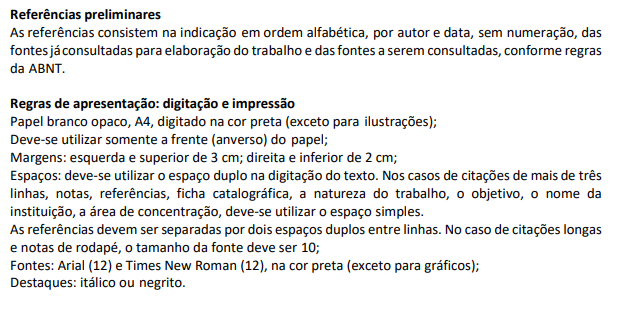 Referências preliminares
As referências consistem na indicação em ordem alfabética, por autor e data, sem numeração, das
fontes já consultadas para elaboração do trabalho e das fontes a serem consultadas, conforme regras
da ABNT.
Regras de apresentação: digitação e impressão
Papel branco opaco, A4, digitado na cor preta (exceto para ilustrações);
Deve-se utilizar somente a frente (anverso) do papel;
Margens: esquerda e superior de 3 cm; direita e inferior de 2 cm;
Espaços: deve-se utilizar o espaço duplo na digitação do texto. Nos casos de citações de mais de três
linhas, notas, referências, ficha catalográfica, a natureza do trabalho, o objetivo, o nome da
instituição, a área de concentração, deve-se utilizar o espaço simples.
As referências devem ser separadas por dois espaços duplos entre linhas. No caso de citações longas
e notas de rodapé, o tamanho da fonte deve ser 10;
Fontes: Arial (12) e Times New Roman (12), na cor preta (exceto para gráficos);
Destaques: itálico ou negrito.